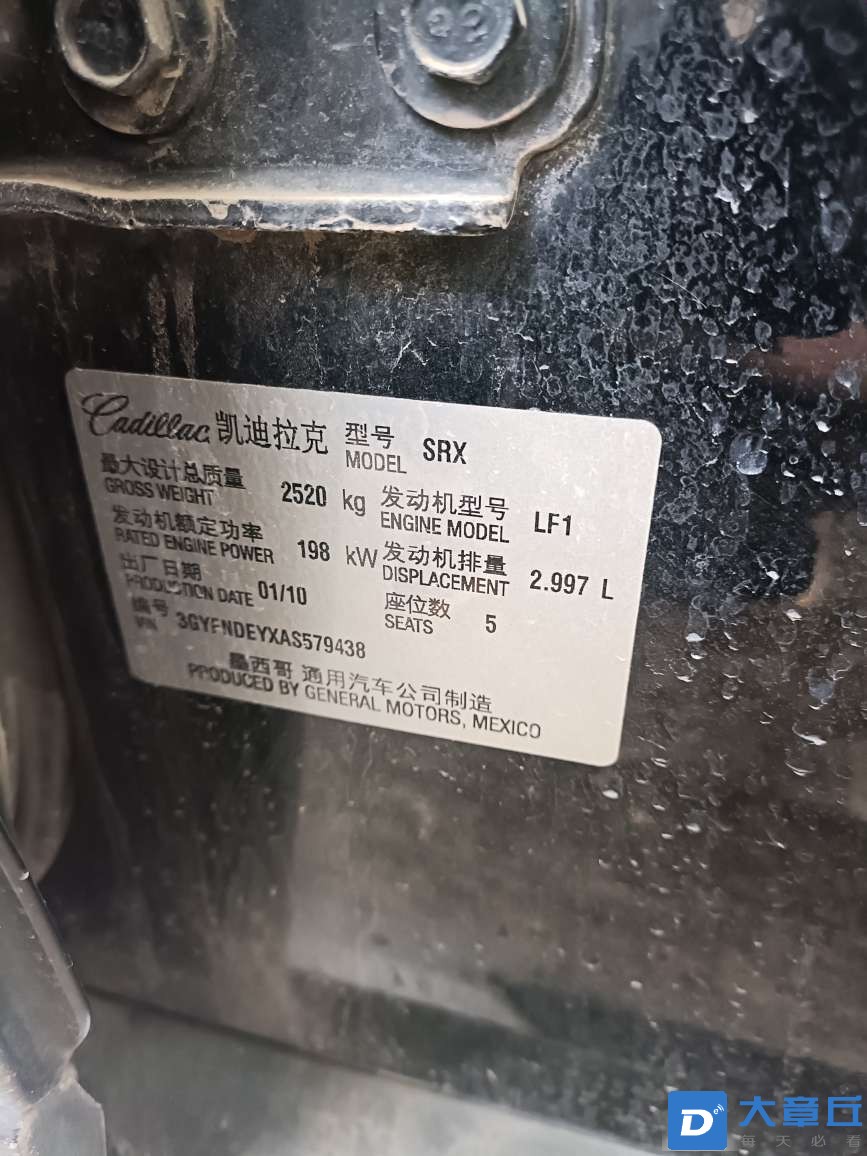 Cadillac 凯迪拉克 型号 MODEL SRX
最大设计总质量 GROSS WEIGHT 2520 kg 发动机型号 ENGINE MODEL LF1
发动机额定功率 RATED ENGINE POWER 198 kW 发动机排量 DISPLACEMENT 2.997 L
出厂日期 PRODUCTION DATE 01/10 座位数 SEATS 5
编号 VIN 3GYFNDEYXAS579438
墨西哥 通用汽车公司制造
PRODUCED BY GENERAL MOTORS, MEXICO
大章丘
每天必看